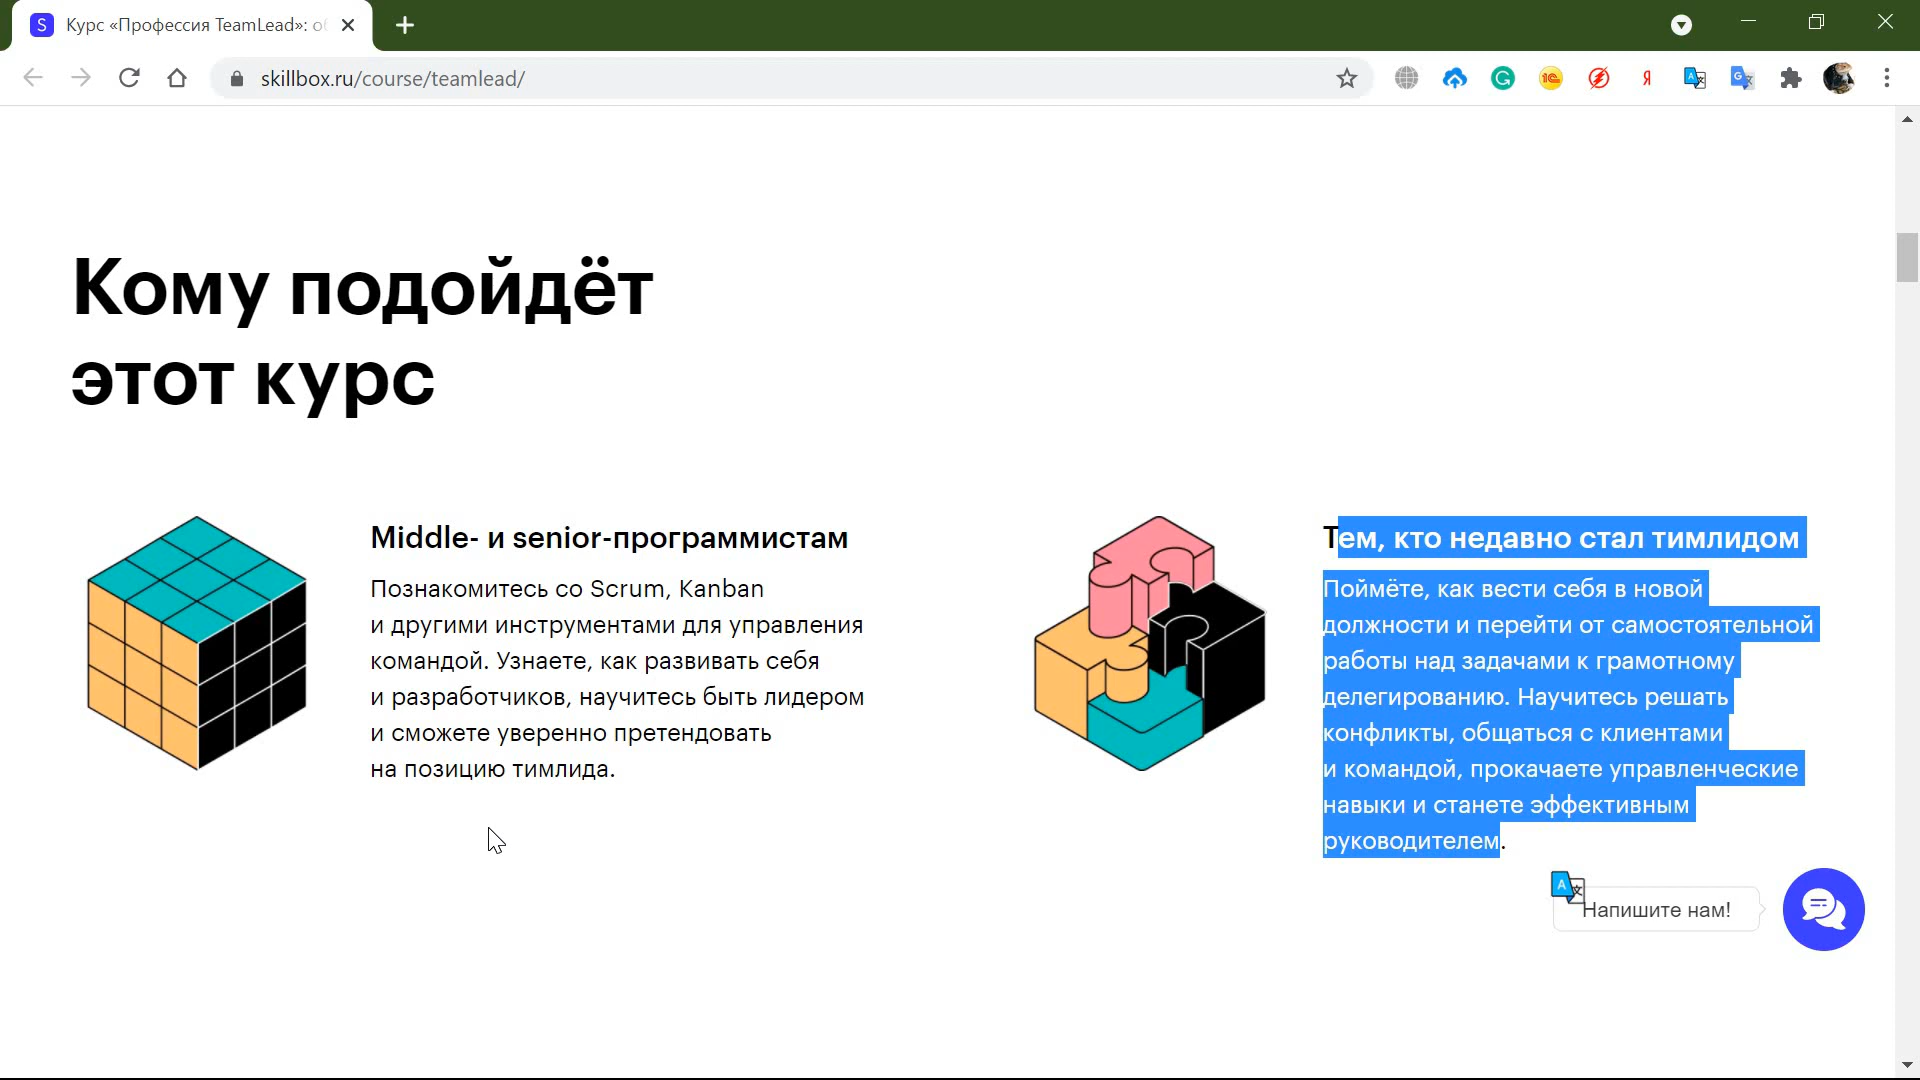 S Курс «Профессия TeamLead»: об
skillbox.ru/course/teamlead/
Кому подойдёт
этот курс
Middle- и senior-программистам
Познакомитесь со Scrum, Kanban
и другими инструментами для управления
командой. Узнаете, как развивать себя
и разработчиков, научитесь быть лидером
и сможете уверенно претендовать
на позицию тимлида.
Тем, кто недавно стал тимлидом
Поймёте, как вести себя в новой
должности и перейти от самостоятельной
работы над задачами к грамотному
делегированию. Научитесь решать
конфликты, общаться с клиентами
и командой, прокачаете управленческие
навыки и станете эффективным
руководителем.
Напишите нам!